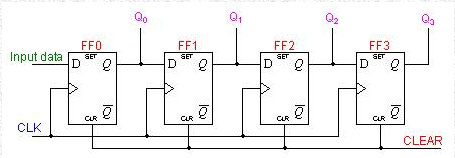 Q0 Q1 Q2 Q3
FF0 FF1 FF2 FF3
Input data D SET Q D SET Q D SET Q D SET Q
CLR Q̅ CLR Q̅ CLR Q̅ CLR Q̅
CLK
CLEAR